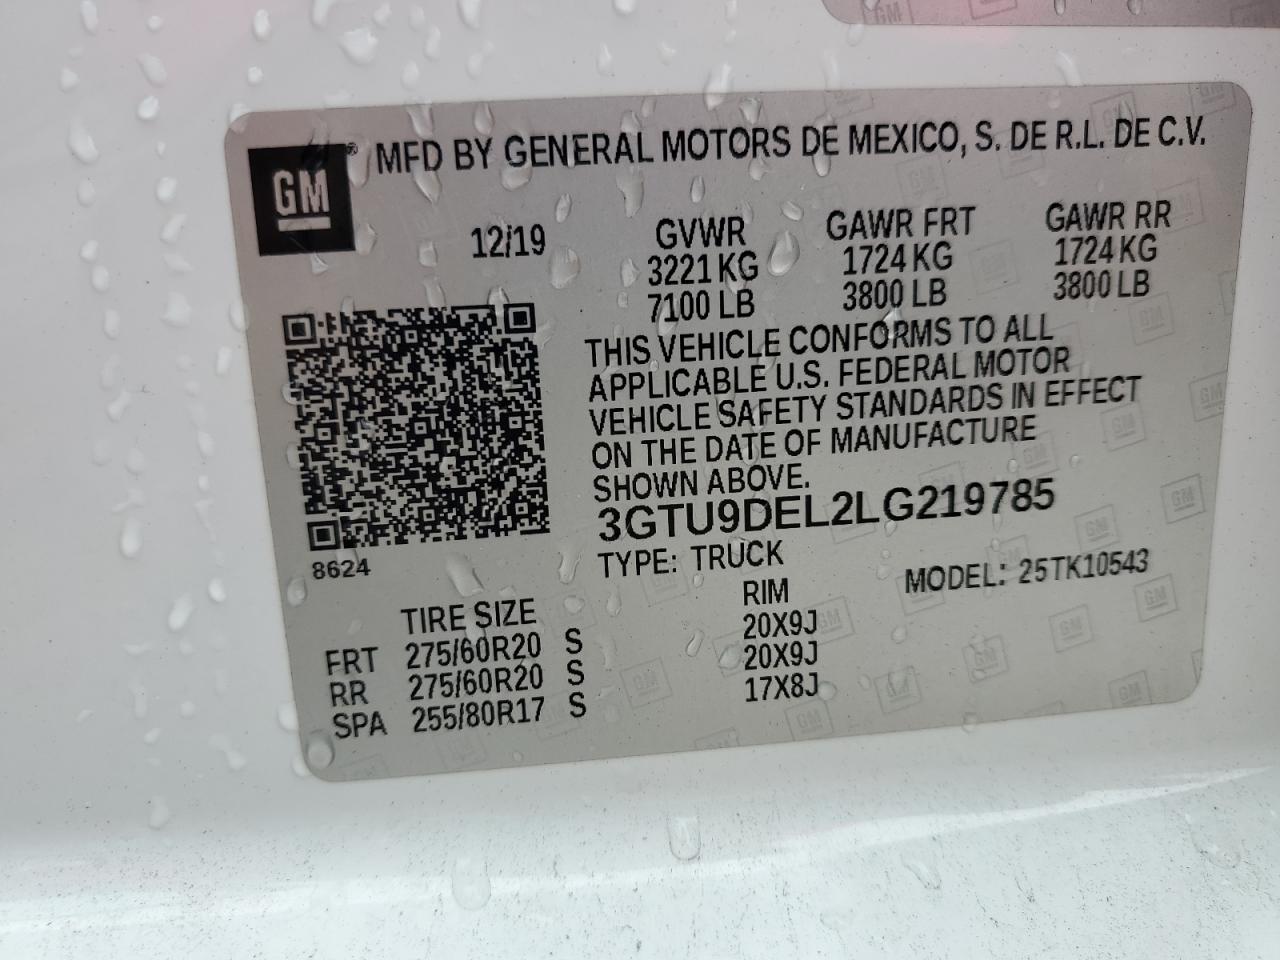 GM® MFD BY GENERAL MOTORS DE MEXICO, S. DE R.L. DE C.V.
12/19 GVWR GAWR FRT GAWR RR
3221 KG 1724 KG 1724 KG
7100 LB 3800 LB 3800 LB
THIS VEHICLE CONFORMS TO ALL
APPLICABLE U.S. FEDERAL MOTOR
VEHICLE SAFETY STANDARDS IN EFFECT
ON THE DATE OF MANUFACTURE
SHOWN ABOVE.
3GTU9DEL2LG219785
8624 TYPE: TRUCK MODEL: 25TK10543
TIRE SIZE RIM
FRT 275/60R20 S 20X9J
RR 275/60R20 S 20X9J
SPA 255/80R17 S 17X8J